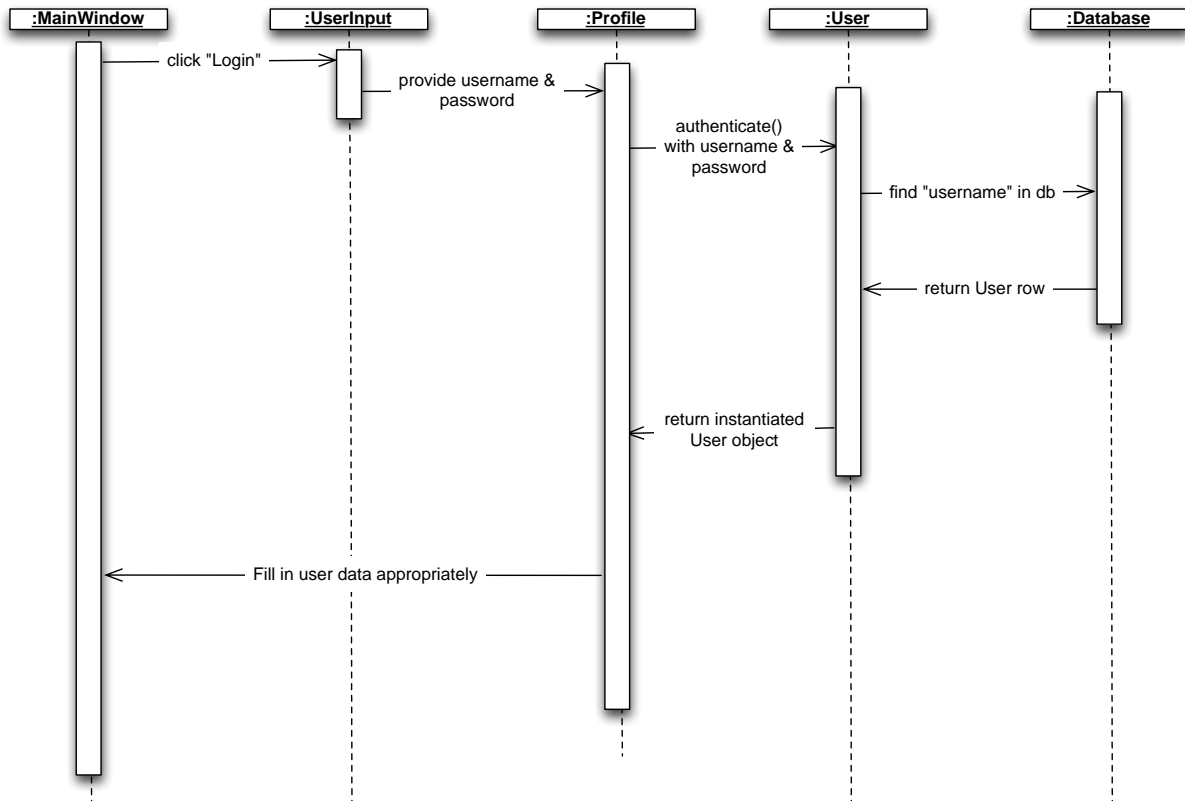 :MainWindow
:UserInput
:Profile
:User
:Database
click "Login"
provide username &
password
authenticate()
with username &
password
find "username" in db
return User row
return instantiated
User object
Fill in user data appropriately